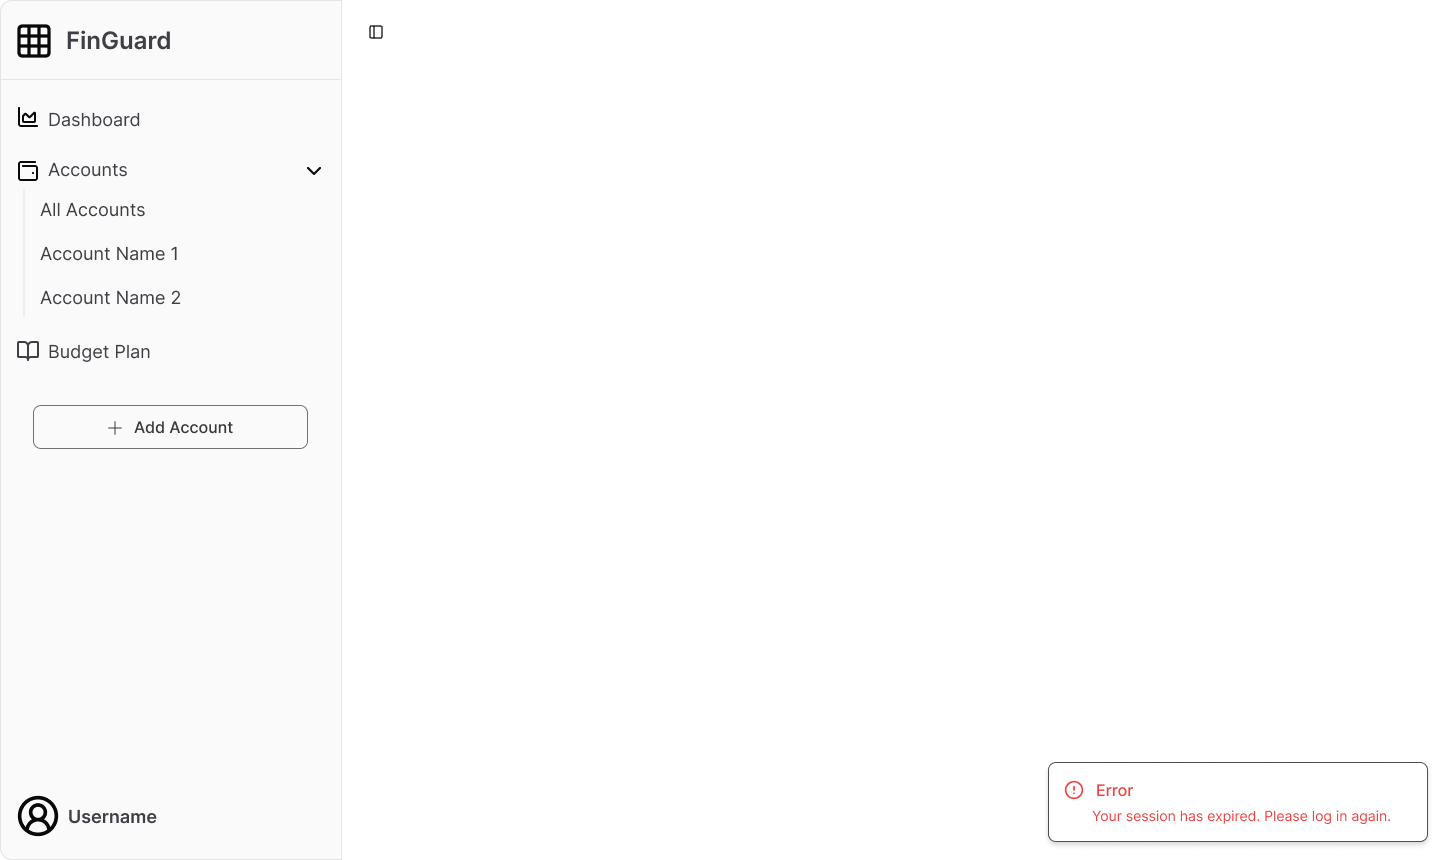 FinGuard
Dashboard
Accounts
All Accounts
Account Name 1
Account Name 2
Budget Plan
Add Account
Username
Error
Your session has expired. Please log in again.